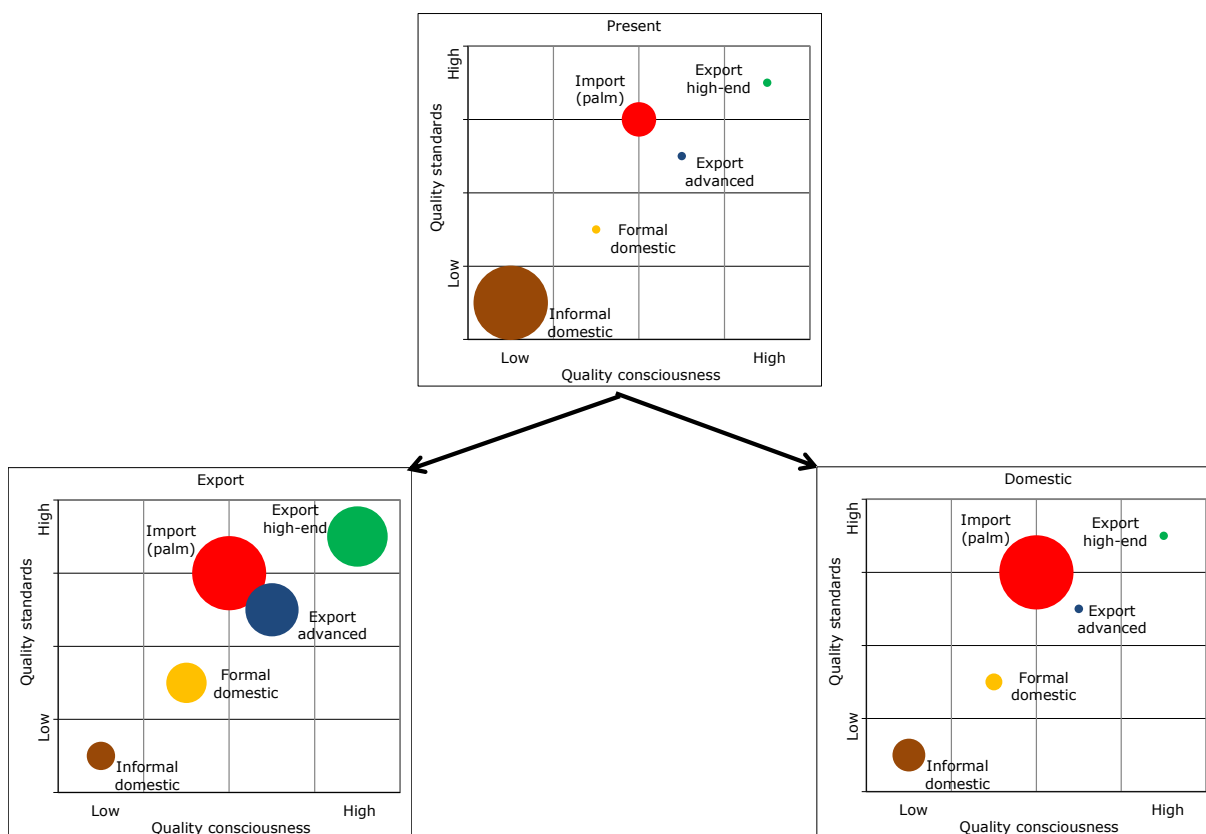 Present
High
Quality standards
Low
Import
(palm)
Export
high-end
Export
advanced
Formal
domestic
Informal
domestic
Low
High
Quality consciousness
Export
High
Quality standards
Low
Import
(palm)
Export
high-end
Export
advanced
Formal
domestic
Informal
domestic
Low
High
Quality consciousness
Domestic
High
Quality standards
Low
Import
(palm)
Export
high-end
Export
advanced
Formal
domestic
Informal
domestic
Low
High
Quality consciousness